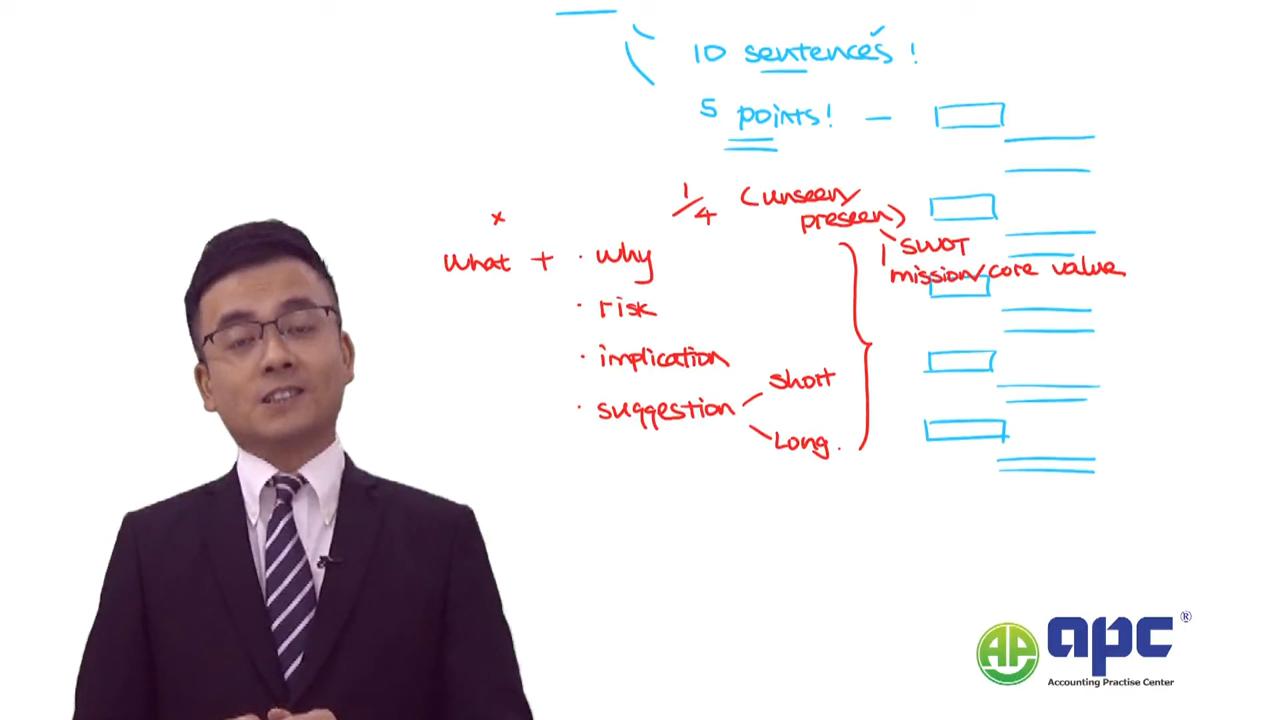 10 sentences!
5 points! —
1/4 (unseen/
preseen)
SWOT
mission/core value
x
what + · why
· risk
· implication
· suggestion
short
Long.
AP apc®
Accounting Practise Center